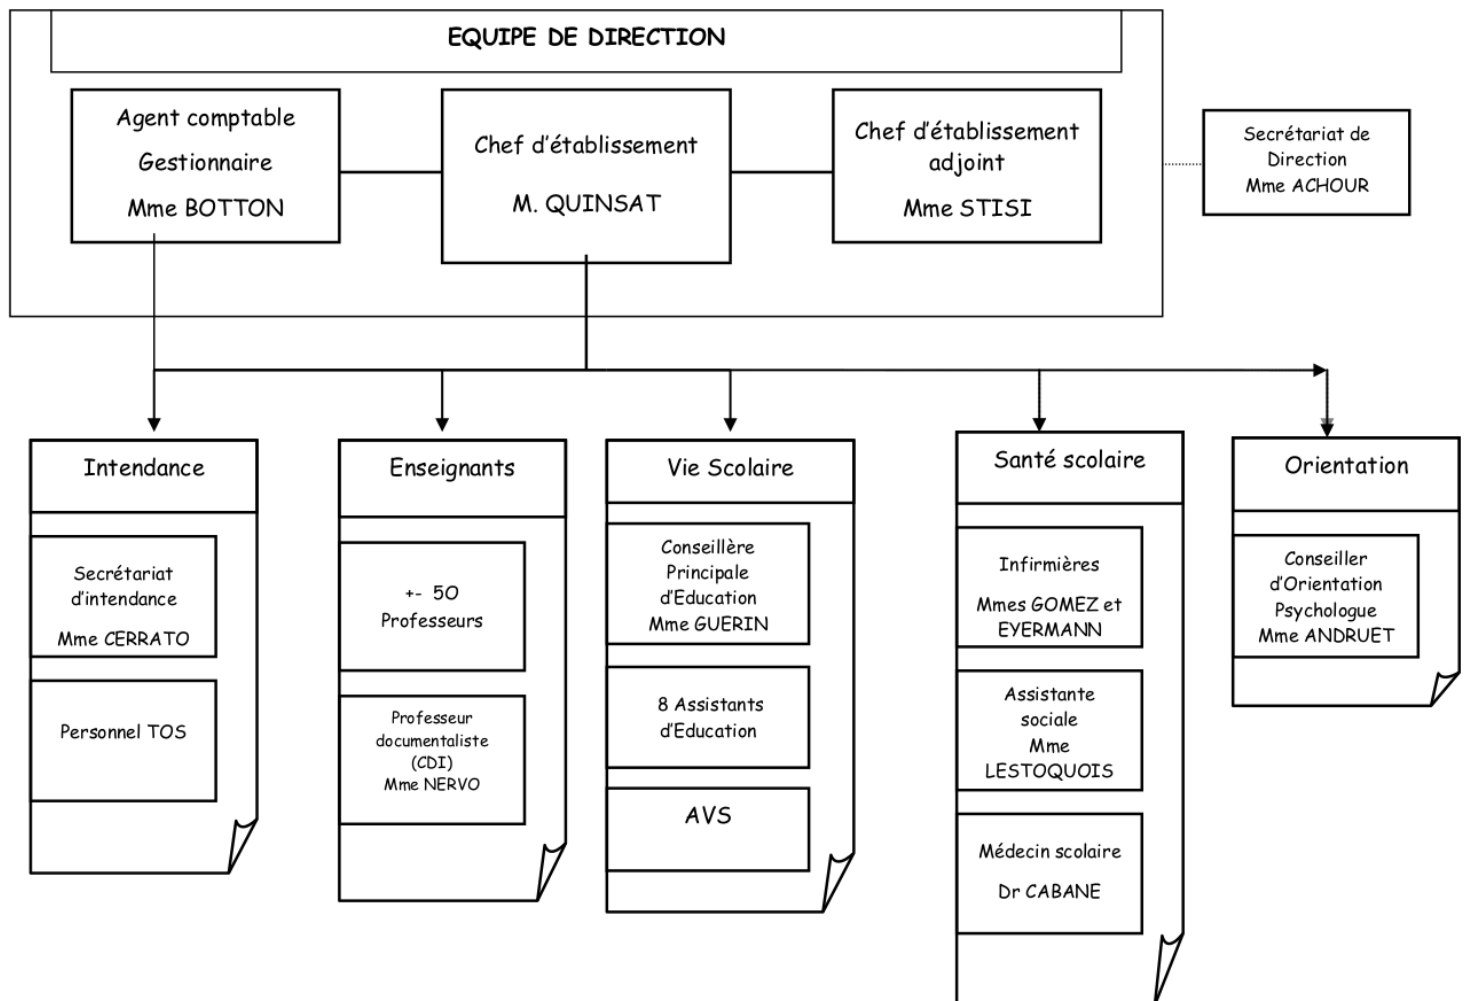 EQUIPE DE DIRECTION
Agent comptable
Gestionnaire
Mme BOTTON
Chef d'établissement
M. QUINSAT
Chef d'établissement
adjoint
Mme STISI
Secrétariat de
Direction
Mme ACHOUR
Intendance
Secrétariat
d'intendance
Mme CERRATO
Personnel TOS
Enseignants
+- 50
Professeurs
Professeur
documentaliste
(CDI)
Mme NERVO
Vie Scolaire
Conseillère
Principale
d'Education
Mme GUERIN
8 Assistants
d'Education
AVS
Santé scolaire
Infirmières
Mmes GOMEZ et
EYERMANN
Assistante
sociale
Mme
LESTOQUOIS
Médecin scolaire
Dr CABANE
Orientation
Conseiller
d'Orientation
Psychologue
Mme ANDRUET